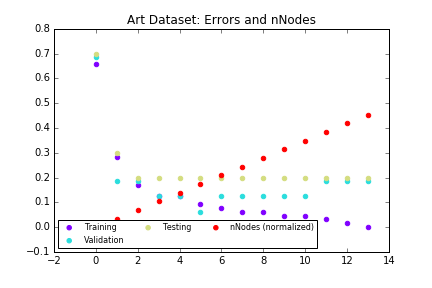 Art Dataset: Errors and nNodes
0.8
0.7
0.6
0.5
0.4
0.3
0.2
0.1
0.0
−0.1
Training Testing nNodes (normalized)
Validation
−2 0 2 4 6 8 10 12 14